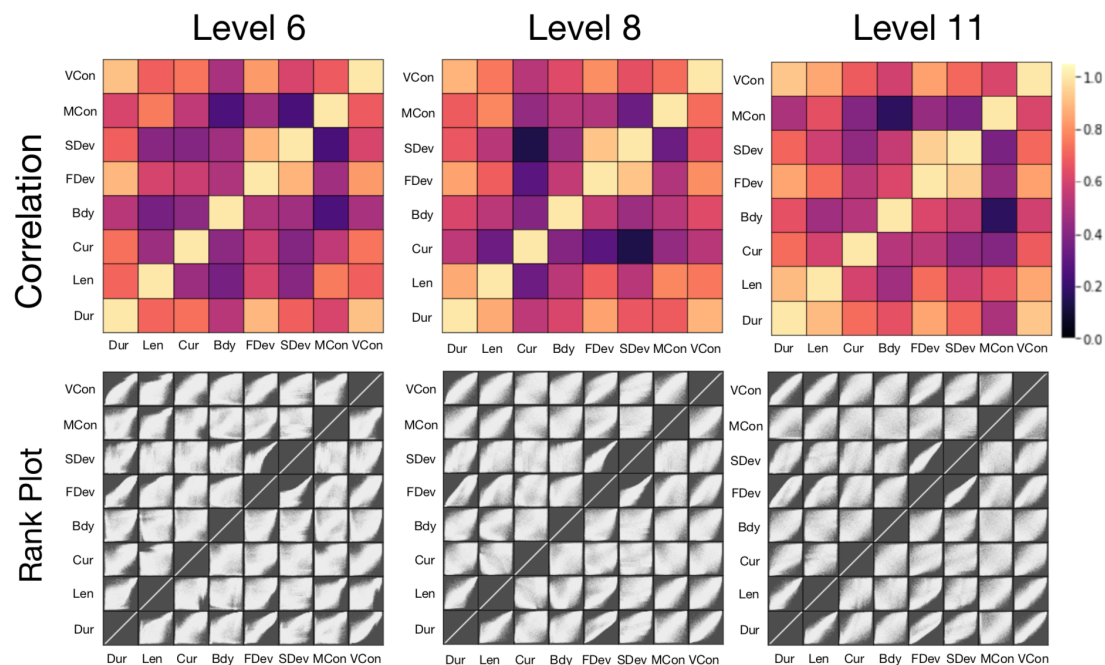 Level 6
Level 8
Level 11
Correlation
VCon
MCon
SDev
FDev
Bdy
Cur
Len
Dur
Dur Len Cur Bdy FDev SDev MCon VCon
VCon
MCon
SDev
FDev
Bdy
Cur
Len
Dur
Dur Len Cur Bdy FDev SDev MCon VCon
VCon
MCon
SDev
FDev
Bdy
Cur
Len
Dur
Dur Len Cur Bdy FDev SDev MCon VCon
1.0
0.8
0.6
0.4
0.2
0.0
Rank Plot
VCon
MCon
SDev
FDev
Bdy
Cur
Len
Dur
Dur Len Cur Bdy FDev SDev MCon VCon
VCon
MCon
SDev
FDev
Bdy
Cur
Len
Dur
Dur Len Cur Bdy FDev SDev MCon VCon
VCon
MCon
SDev
FDev
Bdy
Cur
Len
Dur
Dur Len Cur Bdy FDev SDev MCon VCon